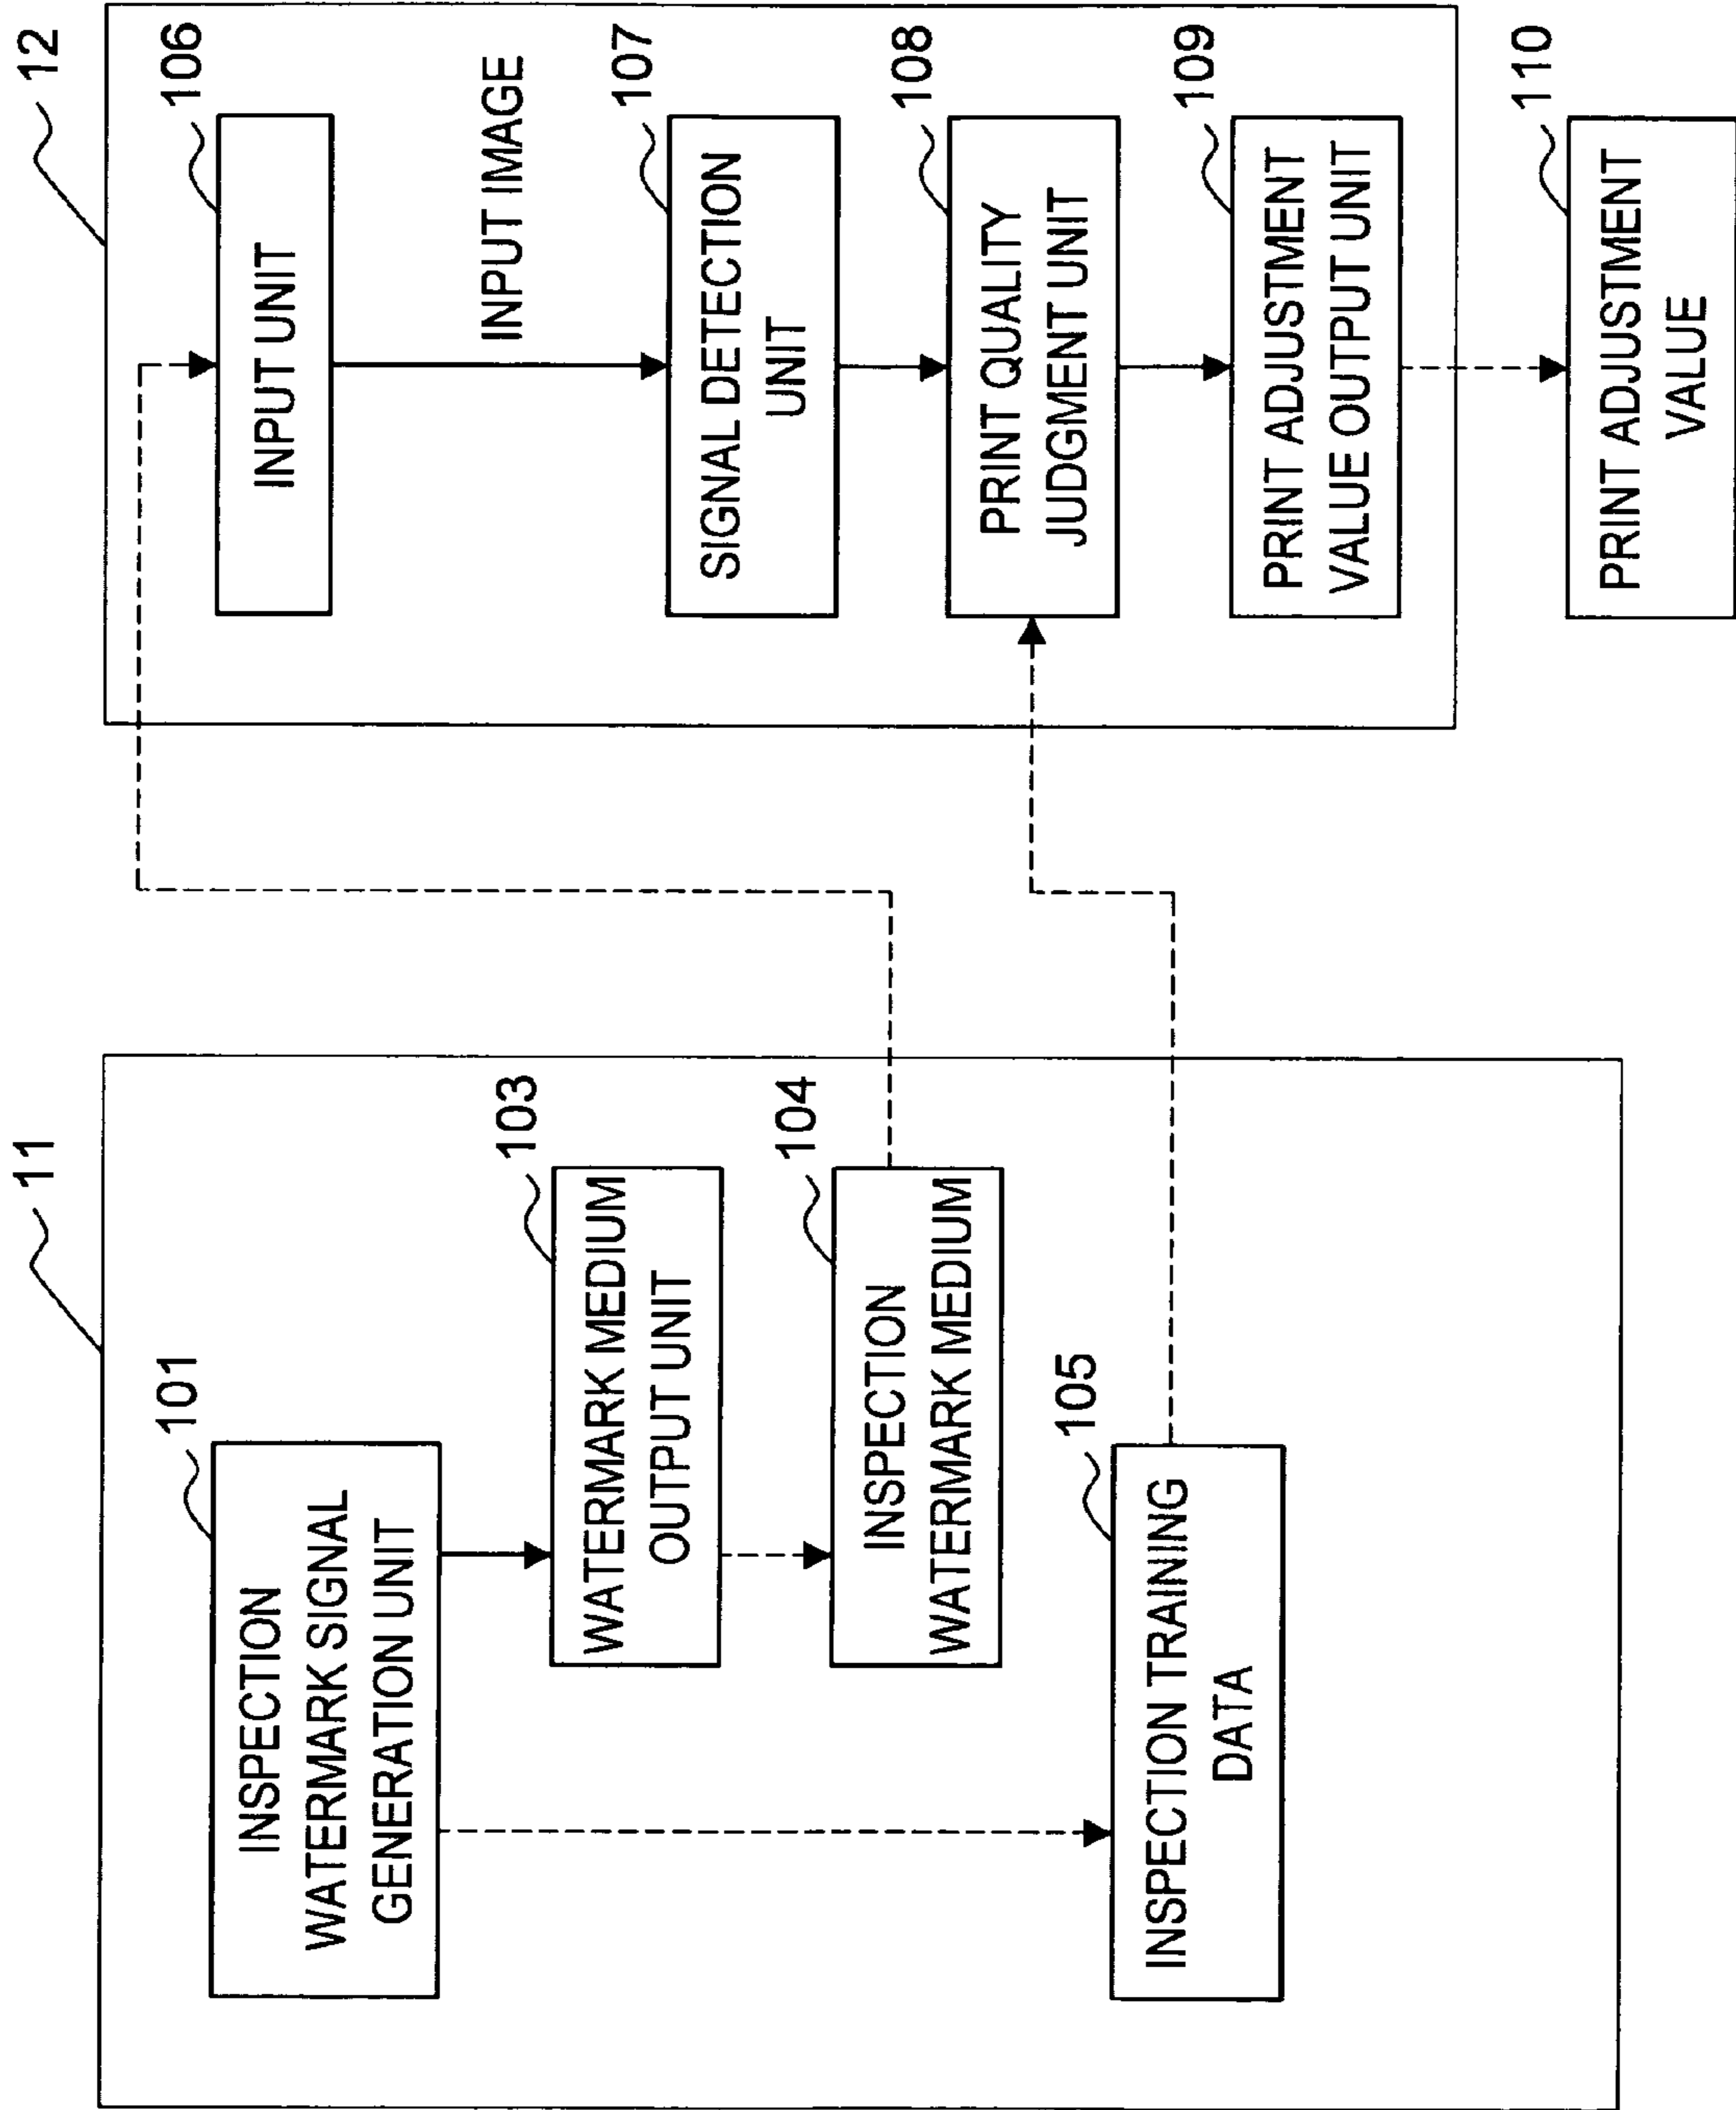 11
101
INSPECTION
WATERMARK SIGNAL
GENERATION UNIT
103
WATERMARK MEDIUM
OUTPUT UNIT
104
INSPECTION
WATERMARK MEDIUM
105
INSPECTION TRAINING
DATA
12
106
INPUT UNIT
INPUT IMAGE
107
SIGNAL DETECTION
UNIT
108
PRINT QUALITY
JUDGMENT UNIT
109
PRINT ADJUSTMENT
VALUE OUTPUT UNIT
110
PRINT ADJUSTMENT
VALUE